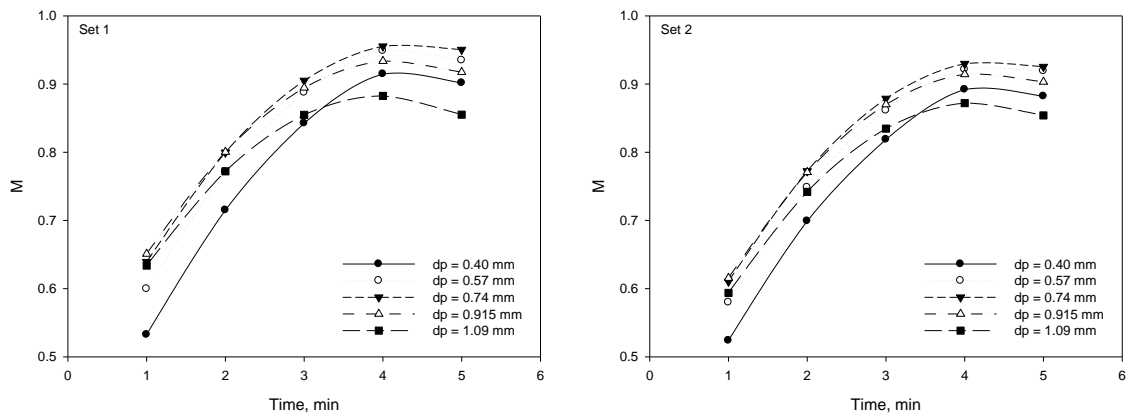 Set 1
M
1.0
0.9
0.8
0.7
0.6
0.5
0 1 2 3 4 5 6
Time, min
dp = 0.40 mm
dp = 0.57 mm
dp = 0.74 mm
dp = 0.915 mm
dp = 1.09 mm
Set 2
M
1.0
0.9
0.8
0.7
0.6
0.5
0 1 2 3 4 5 6
Time, min
dp = 0.40 mm
dp = 0.57 mm
dp = 0.74 mm
dp = 0.915 mm
dp = 1.09 mm